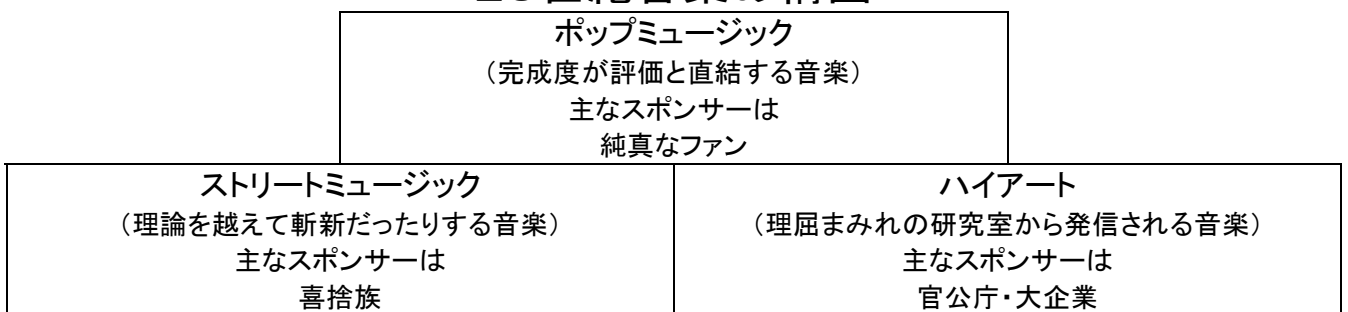 ポップミュージック
（完成度が評価と直結する音楽）
主なスポンサーは
純真なファン
ストリートミュージック
（理論を越えて斬新だったりする音楽）
主なスポンサーは
喜捨族
ハイアート
（理屈まみれの研究室から発信される音楽）
主なスポンサーは
官公庁・大企業